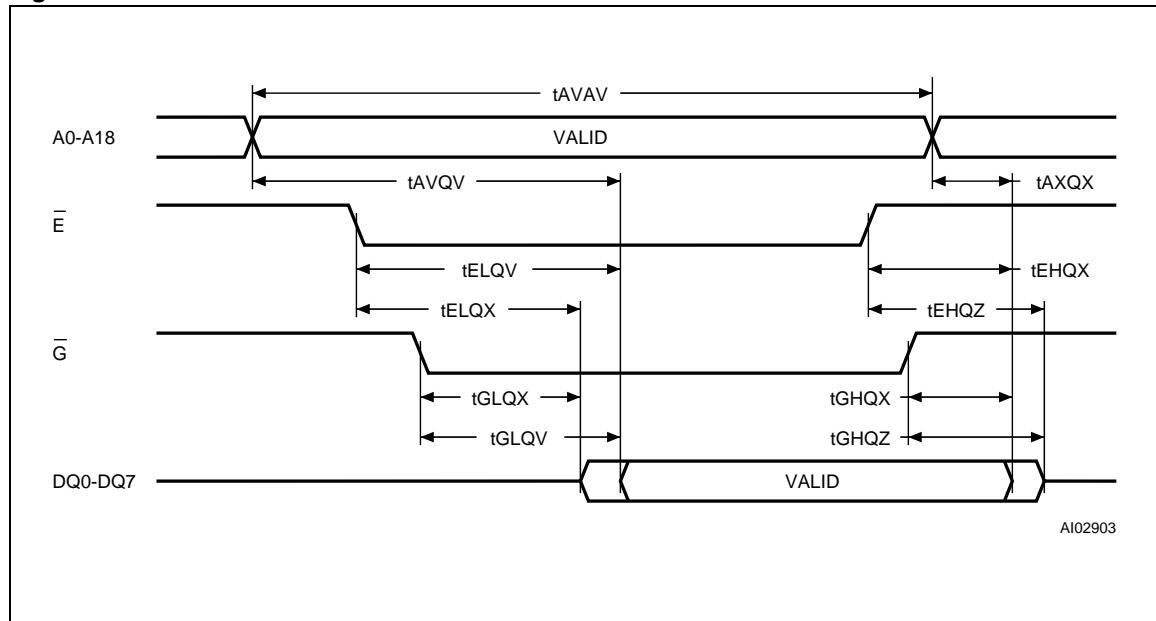 tAVAV
A0-A18
VALID
tAVQV
tAXQX
E
tELQV
tEHQX
tELQX
tEHQZ
G
tGLQX
tGHQX
tGLQV
tGHQZ
DQ0-DQ7
VALID
AI02903